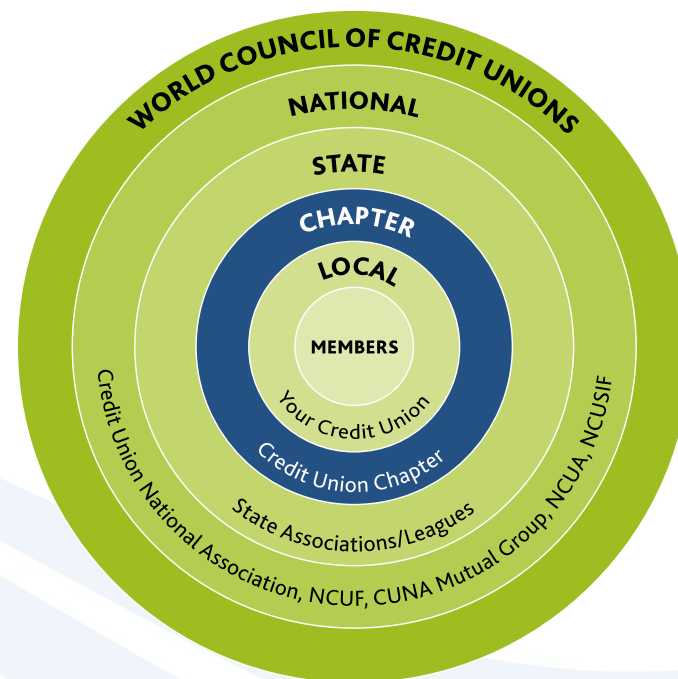 WORLD COUNCIL OF CREDIT UNIONS
NATIONAL
STATE
CHAPTER
LOCAL
MEMBERS
Your Credit Union
Credit Union Chapter
State Associations/Leagues
Credit Union National Association, NCUF, CUNA Mutual Group, NCUA, NCUSIF